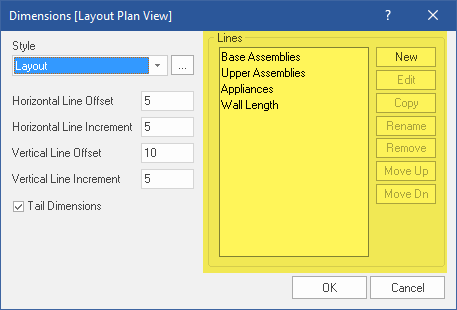 Dimensions [Layout Plan View]
?
Style
Layout
...
Horizontal Line Offset 5
Horizontal Line Increment 5
Vertical Line Offset 10
Vertical Line Increment 5
Tail Dimensions
Lines
Base Assemblies
Upper Assemblies
Appliances
Wall Length
New
Edit
Copy
Rename
Remove
Move Up
Move Dn
OK
Cancel